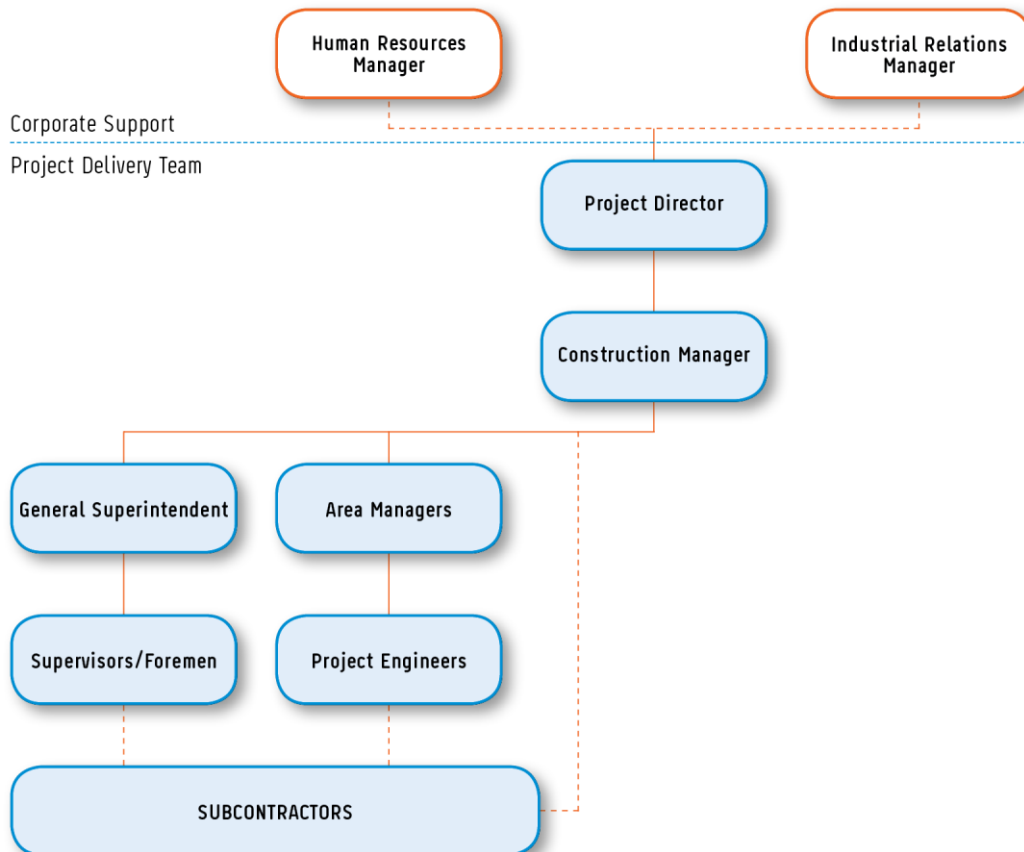 Human Resources
Manager
Industrial Relations
Manager
Corporate Support
Project Delivery Team
Project Director
Construction Manager
General Superintendent
Area Managers
Supervisors/Foremen
Project Engineers
SUBCONTRACTORS